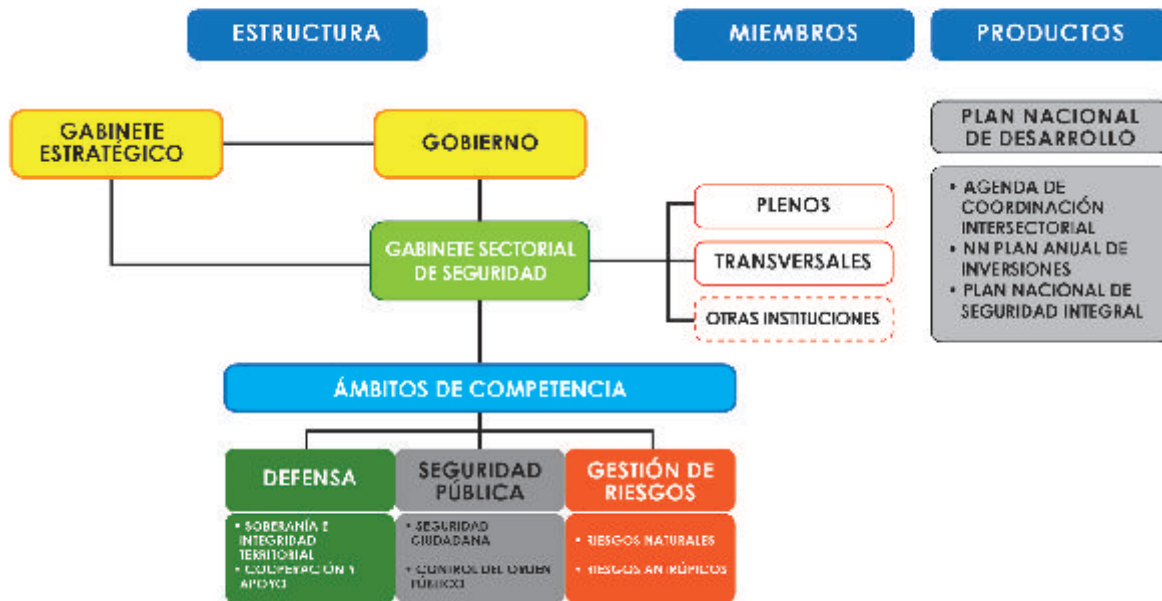 ESTRUCTURA
MIEMBROS
PRODUCTOS
GABINETE
ESTRATÉGICO
GOBIERNO
PLAN NACIONAL
DE DESARROLLO
GABINETE SECTORIAL
DE SEGURIDAD
PLENOS
TRANSVERSALES
OTRAS INSTITUCIONES
• AGENDA DE
COORDINACIÓN
INTERSECTORIAL
• NN PLAN ANUAL DE
INVERSIONES
• PLAN NACIONAL DE
SEGURIDAD INTEGRAL
ÁMBITOS DE COMPETENCIA
DEFENSA
• SOBERANÍA E
INTEGRIDAD
TERRITORIAL
• COOPERACIÓN Y
APOYO
SEGURIDAD
PÚBLICA
• SEGURIDAD
CIUDADANA
• CONTROL DEL ORDEN
PÚBLICO
GESTIÓN DE
RIESGOS
• RIESGOS NATURALES
• RIESGOS ANTRÓPICOS